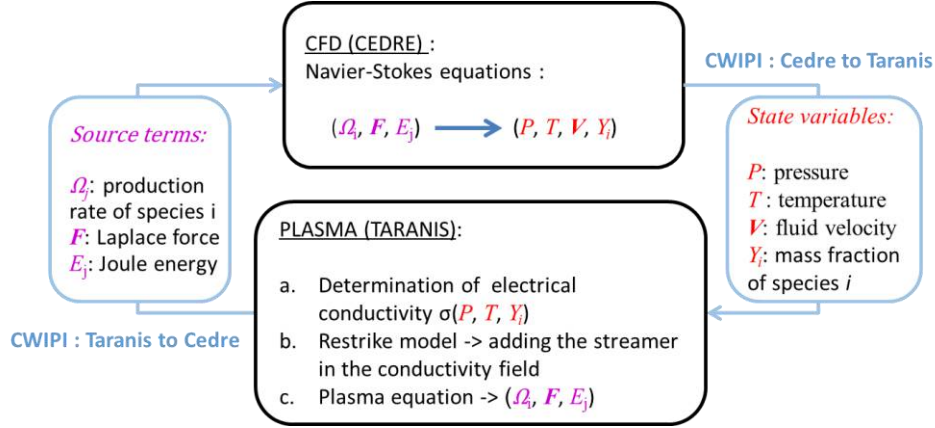 CFD (CEDRE) :
Navier-Stokes equations :
(Ωi, F, Ej) → (P, T, V, Yi)
CWIPI : Cedre to Taranis
Source terms:
Ωj: production
rate of species i
F: Laplace force
Ej: Joule energy
State variables:
P: pressure
T : temperature
V: fluid velocity
Yi: mass fraction
of species i
PLASMA (TARANIS):
a. Determination of electrical
conductivity σ(P, T, Yi)
b. Restrike model -> adding the streamer
in the conductivity field
c. Plasma equation -> (Ωi, F, Ej)
CWIPI : Taranis to Cedre